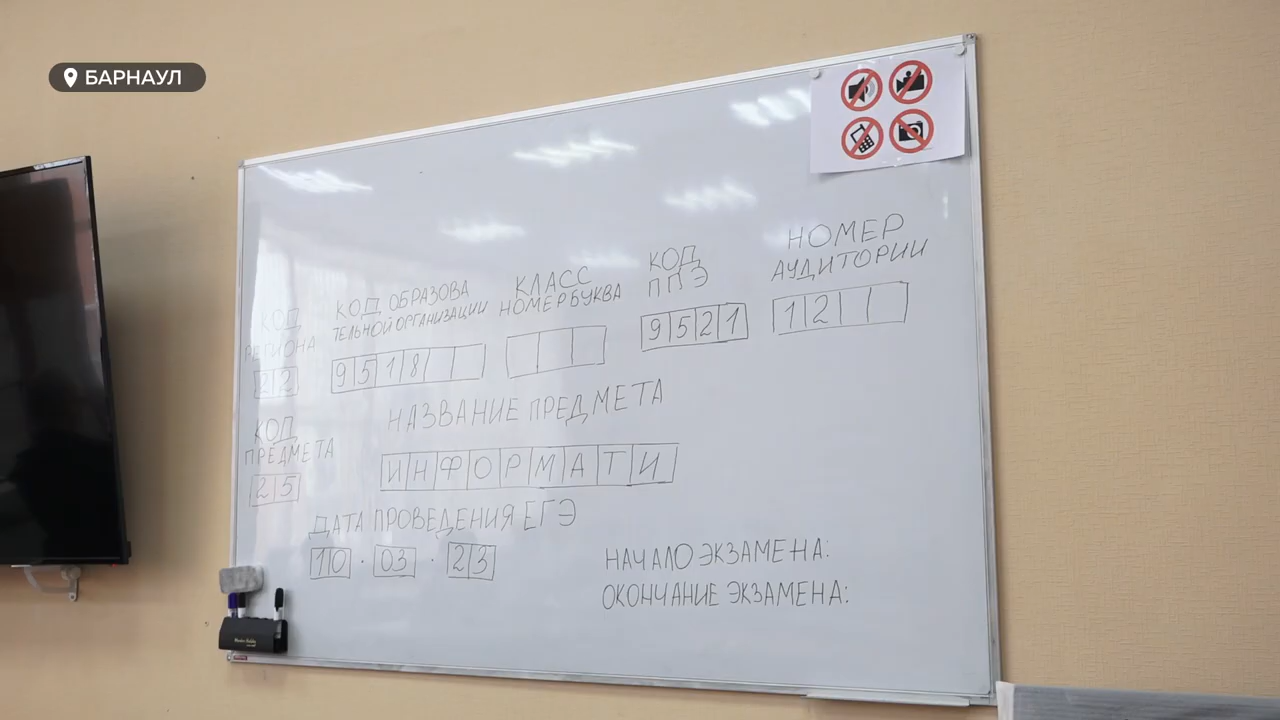 БАРНАУЛ
КОД
РЕГИОНА
22
КОД ОБРАЗОВА
ТЕЛЬНОЙ ОРГАНИЗАЦИИ
9518
КЛАСС
НОМЕР БУКВА
КОД
ППЭ
9521
НОМЕР
АУДИТОРИИ
12
КОД
ПРЕДМЕТА
25
НАЗВАНИЕ ПРЕДМЕТА
ИНФОРМАТИ
ДАТА ПРОВЕДЕНИЯ ЕГЭ
10.03.23
НАЧАЛО ЭКЗАМЕНА:
ОКОНЧАНИЕ ЭКЗАМЕНА: